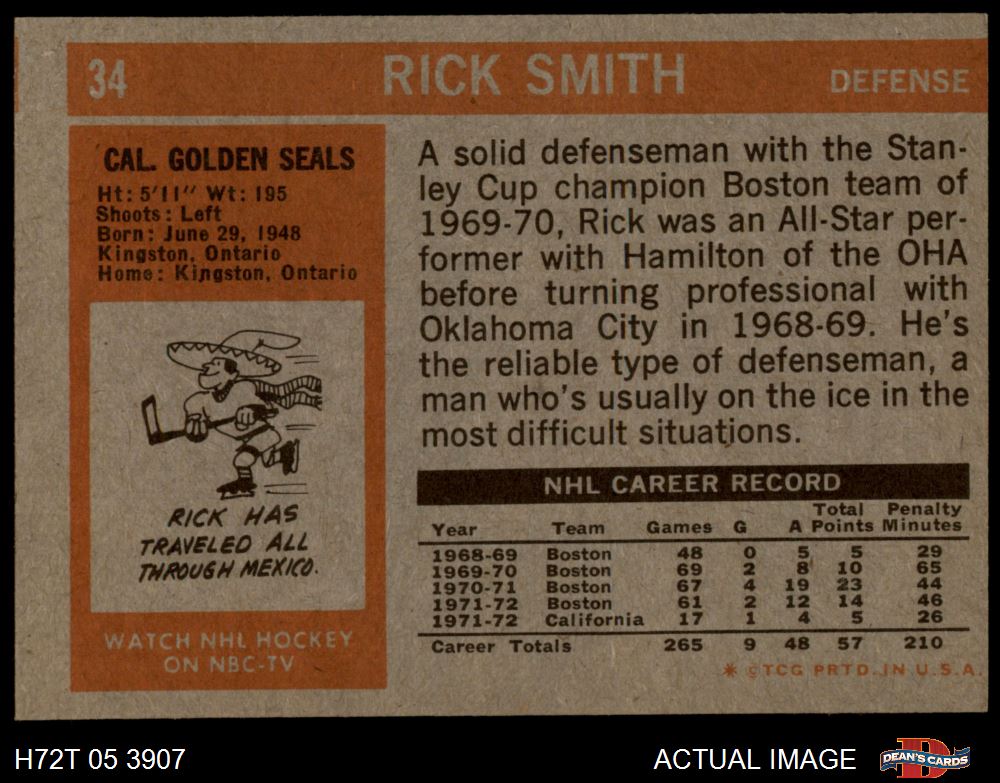 34 RICK SMITH DEFENSE
CAL. GOLDEN SEALS
Ht: 5'11" Wt: 195
Shoots: Left
Born: June 29, 1948
Kingston, Ontario
Home: Kingston, Ontario
RICK HAS
TRAVELED ALL
THROUGH MEXICO.
WATCH NHL HOCKEY
ON NBC-TV
A solid defenseman with the Stan-
ley Cup champion Boston team of
1969-70, Rick was an All-Star per-
former with Hamilton of the OHA
before turning professional with
Oklahoma City in 1968-69. He's
the reliable type of defenseman, a
man who's usually on the ice in the
most difficult situations.
NHL CAREER RECORD
Year Team Games G A Total Points Penalty Minutes
1968-69 Boston 48 0 5 5 29
1969-70 Boston 69 2 8 10 65
1970-71 Boston 67 4 19 23 44
1971-72 Boston 61 2 12 14 46
1971-72 California 17 1 4 5 26
Career Totals 265 9 48 57 210
* ©TCG PRTD. IN U.S.A.
H72T 05 3907 ACTUAL IMAGE DEAN'S CARDS